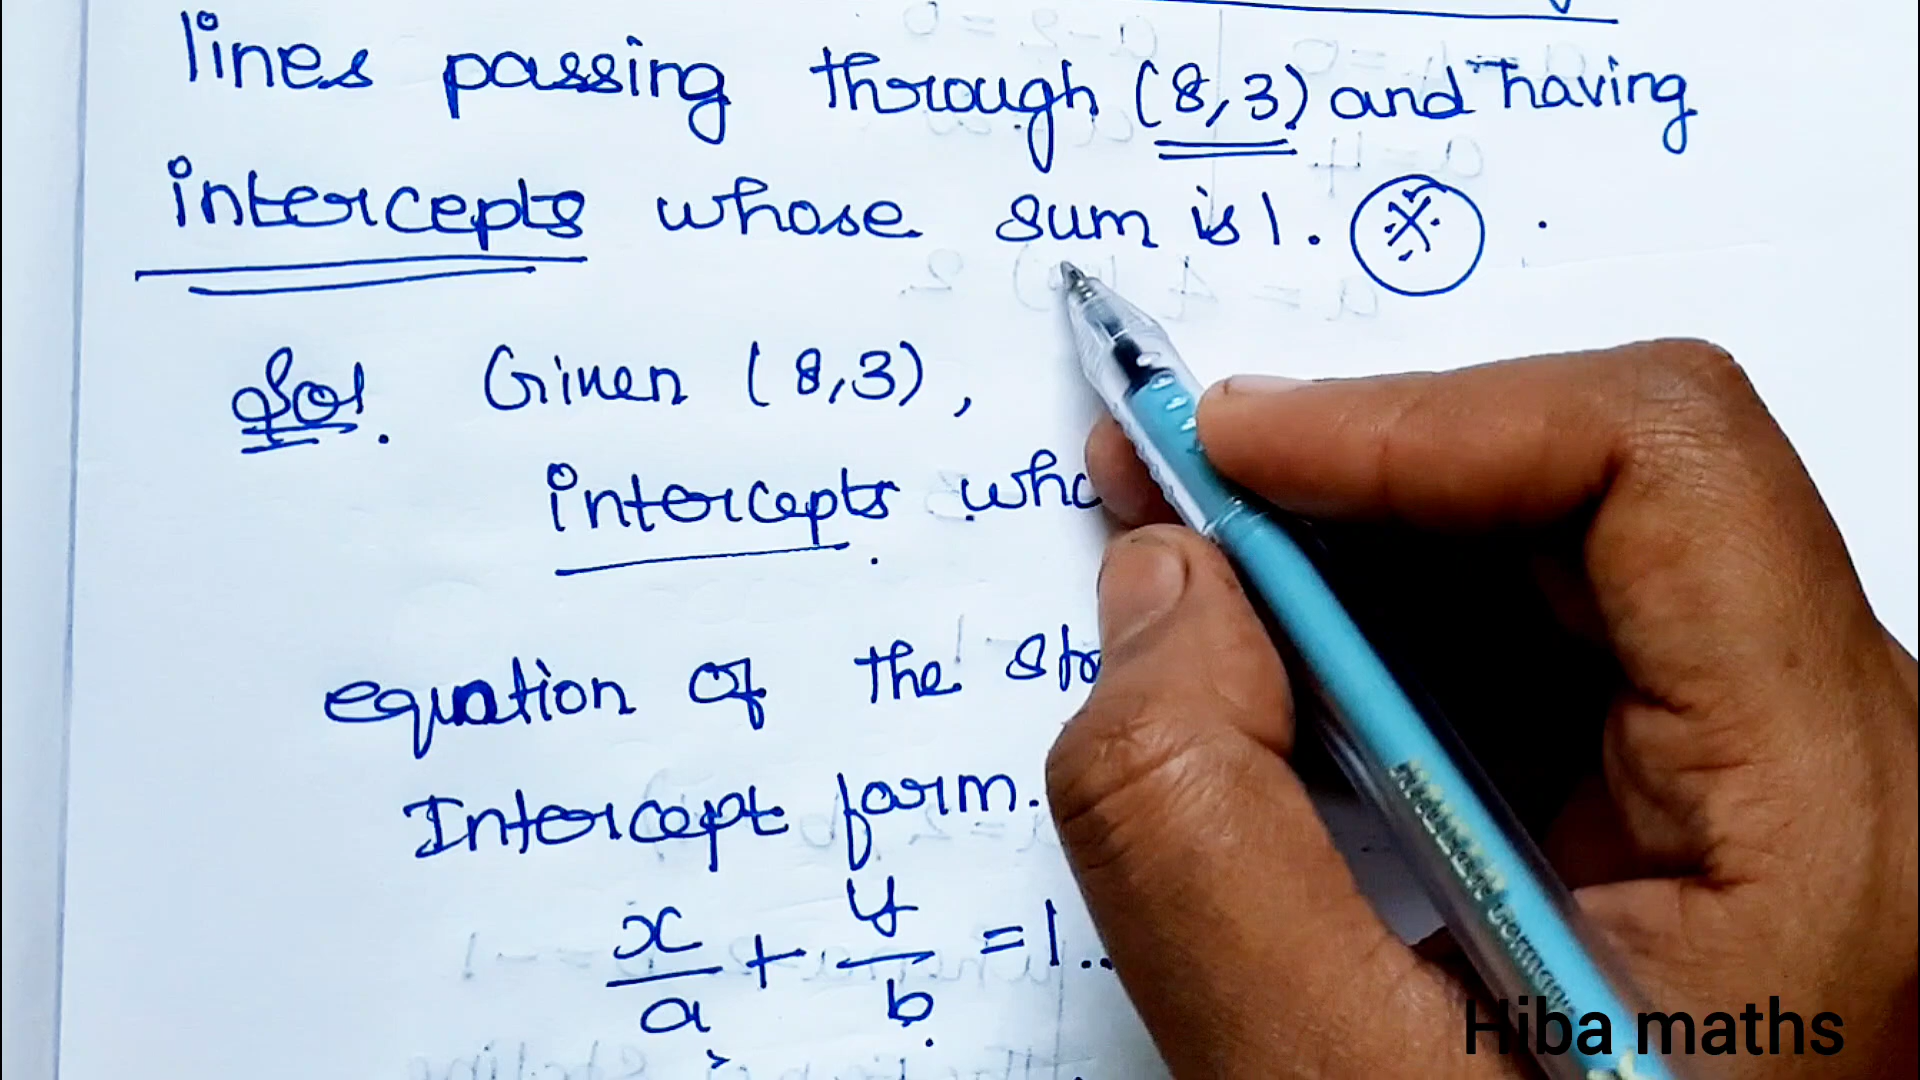 lines passing through (8,3) and having
intercepts whose sum is 1.
Sol. Given (8,3),
intercepts
equation of the
Intercept form.
x/a + y/b = 1..
Hiba maths